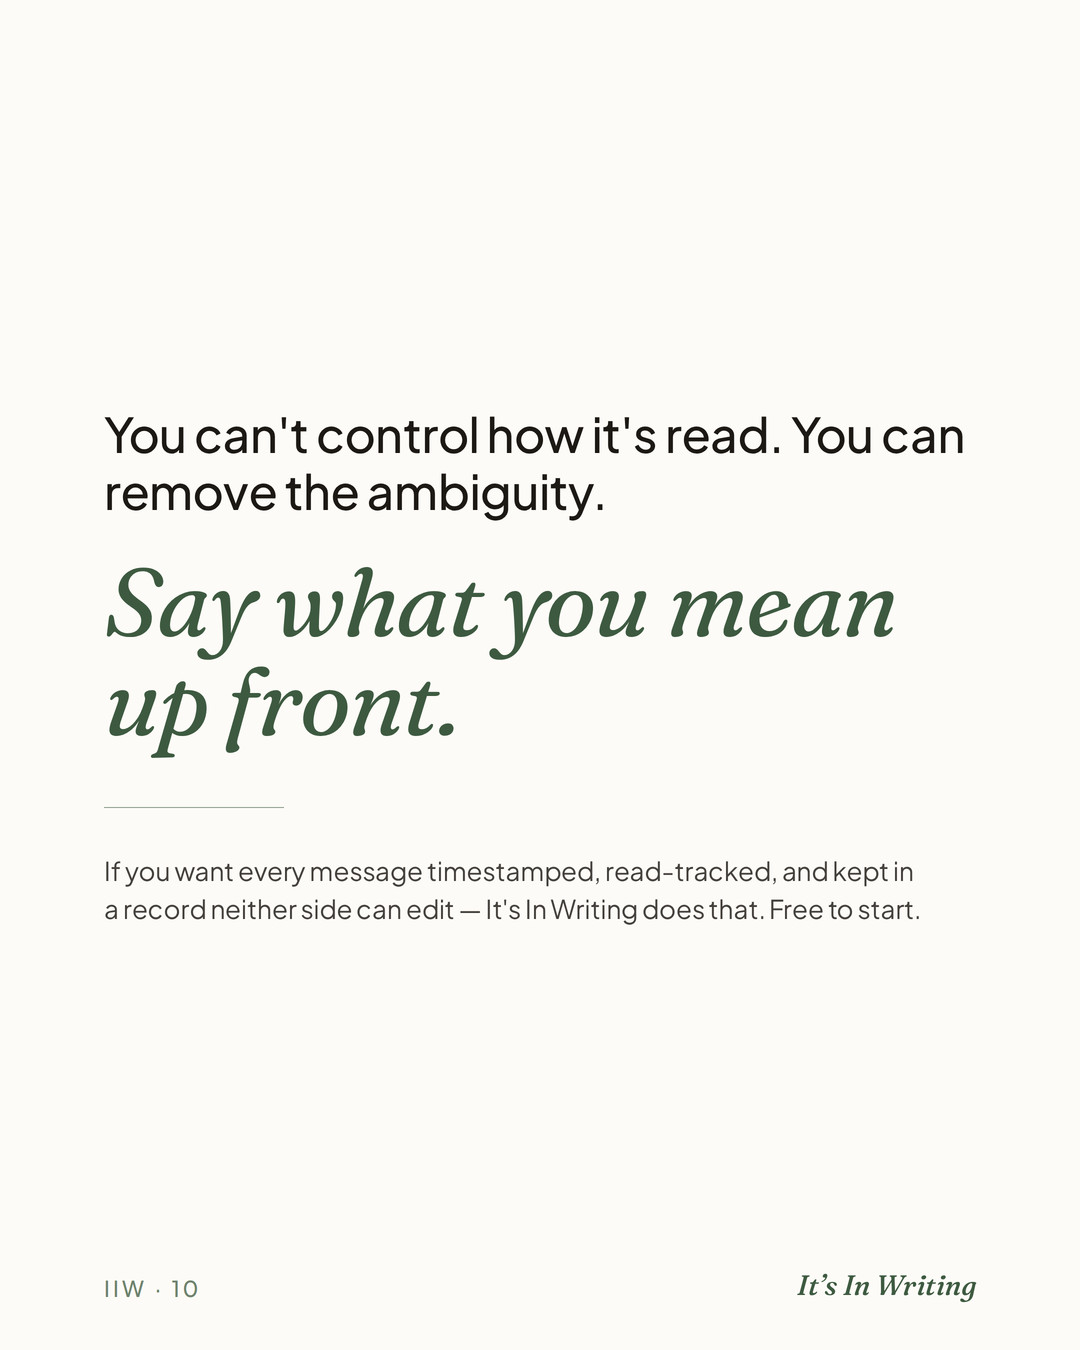 You can't control how it's read. You can
remove the ambiguity.
Say what you mean
up front.
If you want every message timestamped, read-tracked, and kept in
a record neither side can edit — It's In Writing does that. Free to start.
IIW · 10
It’s In Writing